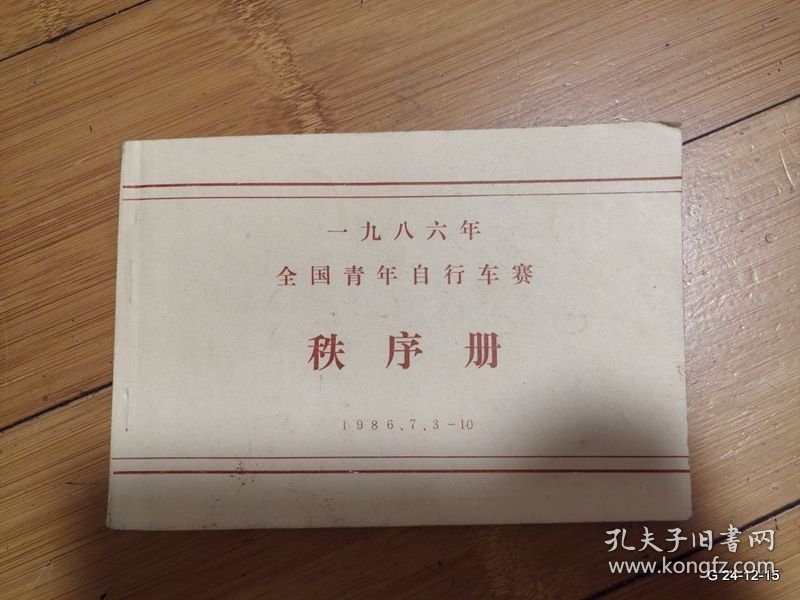 一九八六年
全国青年自行车赛
秩序册
1986、7、3-10
孔夫子旧書网
www.kongfz.com
G 24-12-15